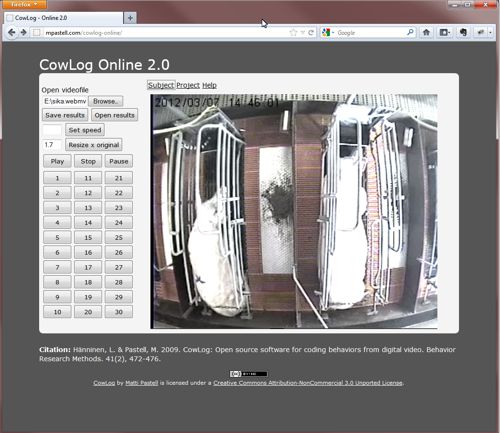 firefox
CowLog - Online 2.0
mpastell.com/cowlog-online/
Google
CowLog Online 2.0
Open videofile
E:\sika.webmv
Browse..
Save results Open results
Set speed
1.7 Resize x original
Play Stop Pause
1 11 21
2 12 22
3 13 23
4 14 24
5 15 25
6 16 26
7 17 27
8 18 28
9 19 29
10 20 30
Subject Project Help
2012/03/07 14:46:01
Citation: Hänninen, L. & Pastell, M. 2009. CowLog: Open source software for coding behaviors from digital video. Behavior
Research Methods. 41(2), 472-476.
CowLog by Matti Pastell is licensed under a Creative Commons Attribution-NonCommercial 3.0 Unported License.